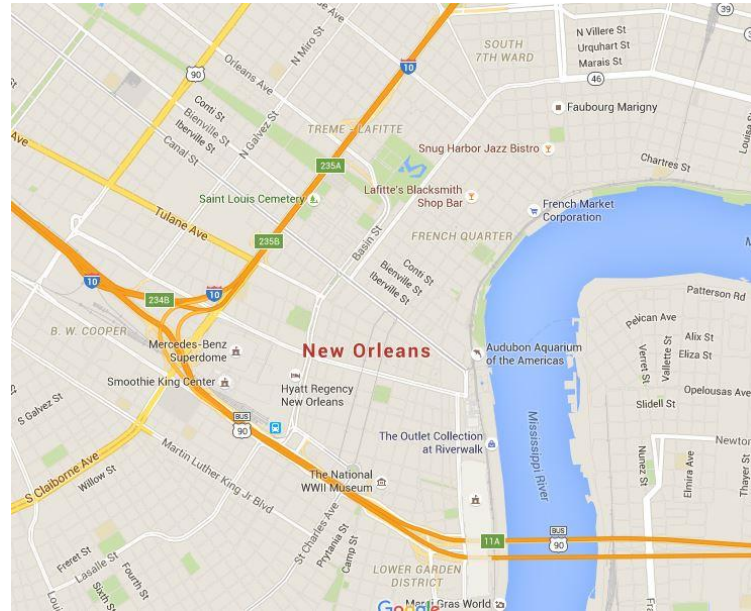 39
N Villere St
Urquhart St
Marais St
SOUTH
7TH WARD
46
N Miro St
10
90
Orleans Ave
Conti St
Bienville St
Iberville St
N Galvez St
Canal St
TREME - LAFITTE
Faubourg Marigny
235A
Snug Harbor Jazz Bistro
Chartres St
Saint Louis Cemetery
Lafitte's Blacksmith
Shop Bar
French Market
Corporation
Tulane Ave
235B
Basin St
FRENCH QUARTER
Conti St
Bienville St
Iberville St
10
10
234B
Patterson Rd
Pelican Ave
B. W. COOPER
Mercedes-Benz
Superdome
New Orleans
Audubon Aquarium
of the Americas
Verret St
Vallette St
Alix St
Eliza St
Smoothie King Center
Hyatt Regency
New Orleans
Opelousas Ave
Slidell St
S Galvez St
BUS
90
Mississippi River
The Outlet Collection
at Riverwalk
Newton
Martin Luther King Jr Blvd
Nunez St
Elmira Ave
Thayer St
S Claiborne Ave
Willow St
The National
WWII Museum
St Charles Ave
Prytania St
Camp St
11A
BUS
90
Freret St
Lasalle St
Fourth St
Sixth St
LOWER GARDEN
DISTRICT
Mardi Gras World
Google